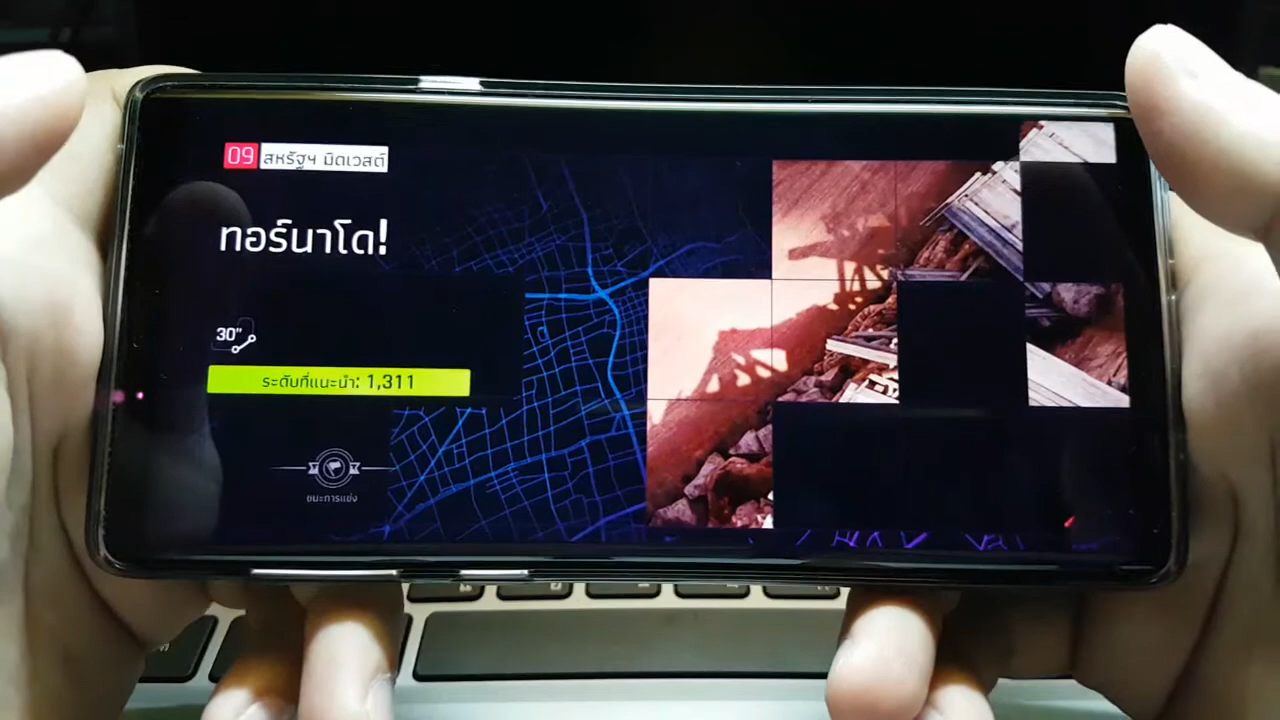 09 สหรัฐฯ มิดเวสต์
ทอร์นาโด!
30"
ระดับที่แนะนำ: 1,311
ชนะการแข่ง